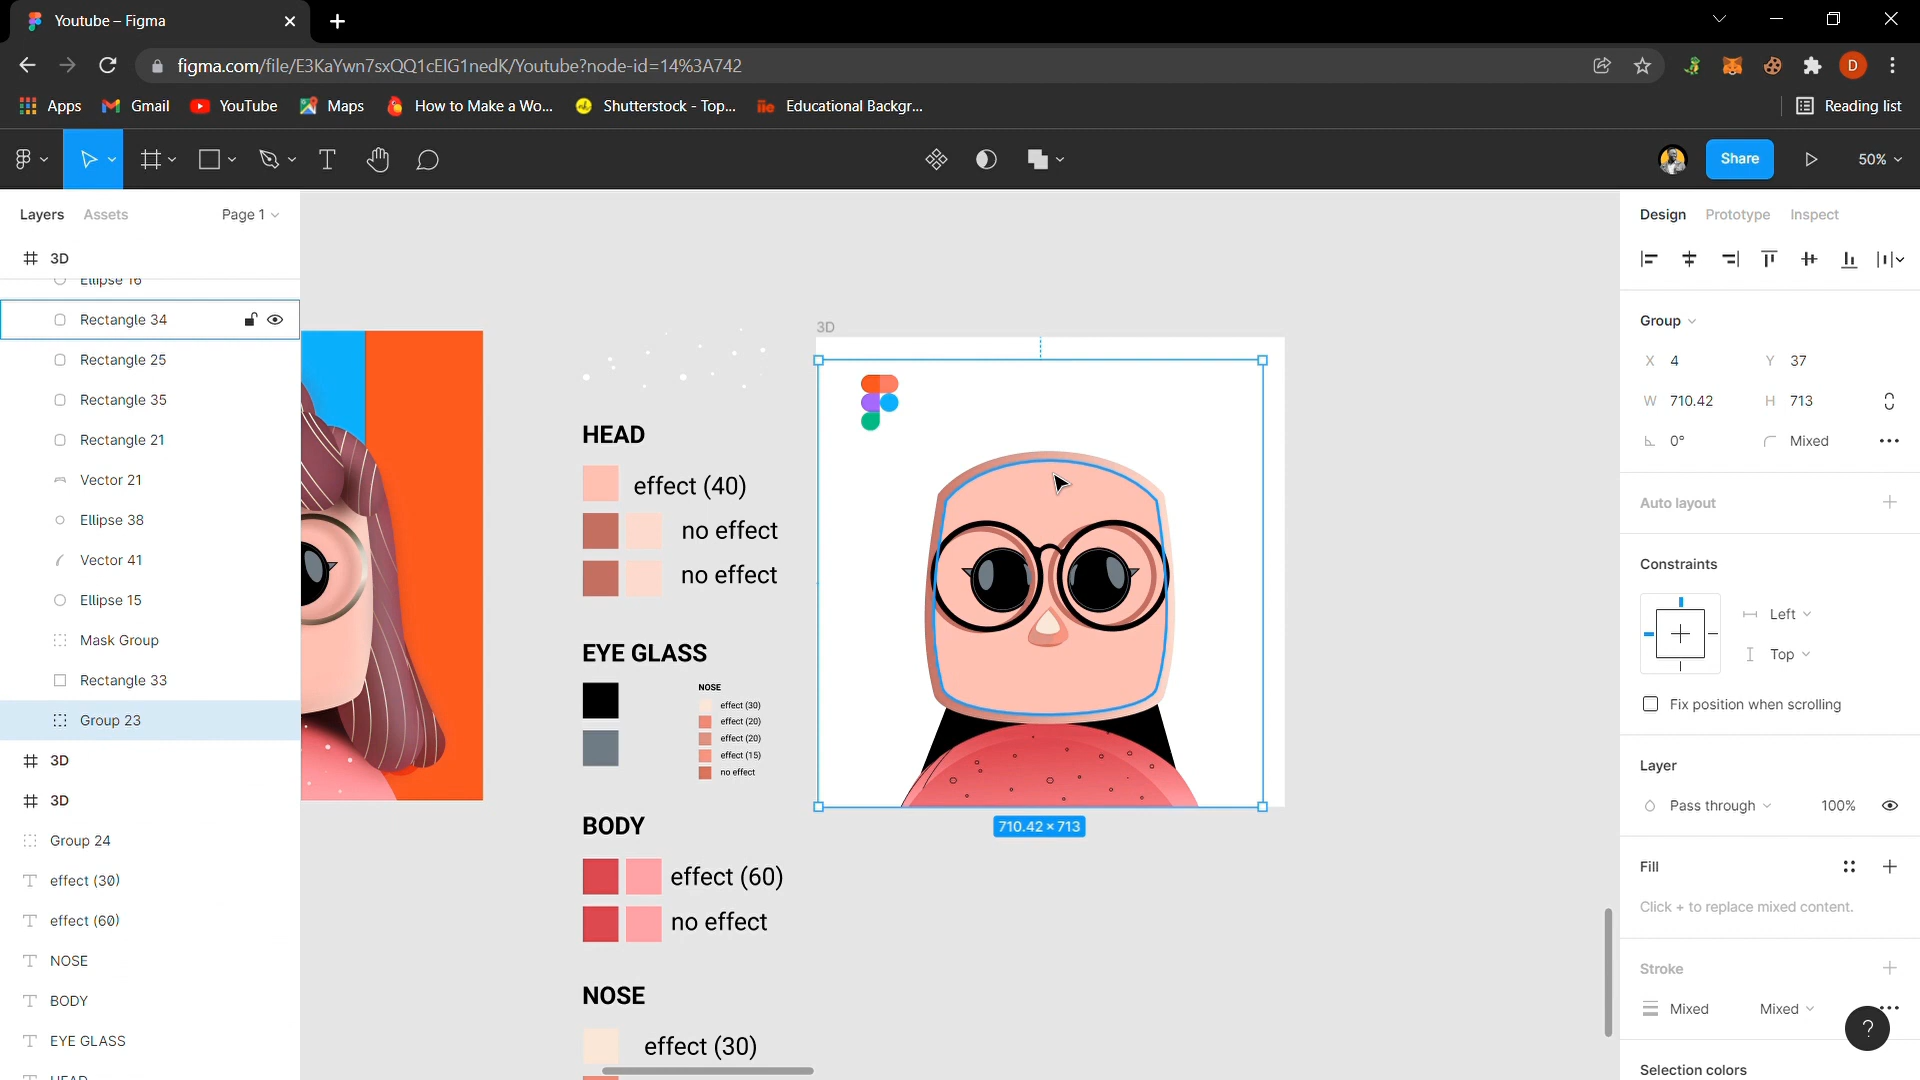 Youtube – Figma
figma.com/file/E3KaYwn7sxQQ1cEIG1nedK/Youtube?node-id=14%3A742
D
Apps
Gmail
YouTube
Maps
How to Make a Wo...
Shutterstock - Top...
Educational Backgr...
Reading list
Share
50%
Layers
Assets
Page 1
3D
Ellipse 16
Rectangle 34
Rectangle 25
Rectangle 35
Rectangle 21
Vector 21
Ellipse 38
Vector 41
Ellipse 15
Mask Group
Rectangle 33
Group 23
3D
3D
Group 24
effect (30)
effect (60)
NOSE
BODY
EYE GLASS
HEAD
HEAD
effect (40)
no effect
no effect
EYE GLASS
NOSE
effect (30)
effect (20)
effect (20)
effect (15)
no effect
BODY
effect (60)
no effect
NOSE
effect (30)
3D
710.42 × 713
Design
Prototype
Inspect
Group
X 4
Y 37
W 710.42
H 713
0°
Mixed
Auto layout
Constraints
Left
Top
Fix position when scrolling
Layer
Pass through
100%
Fill
Click + to replace mixed content.
Stroke
Mixed
Mixed
?
Selection colors